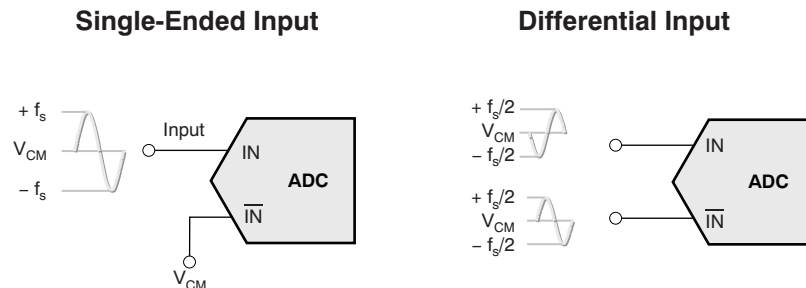 Single-Ended Input
+ fs
VCM
− fs
Input
IN
ADC
IN
VCM
Differential Input
+ fs/2
VCM
− fs/2
+ fs/2
VCM
− fs/2
IN
ADC
IN